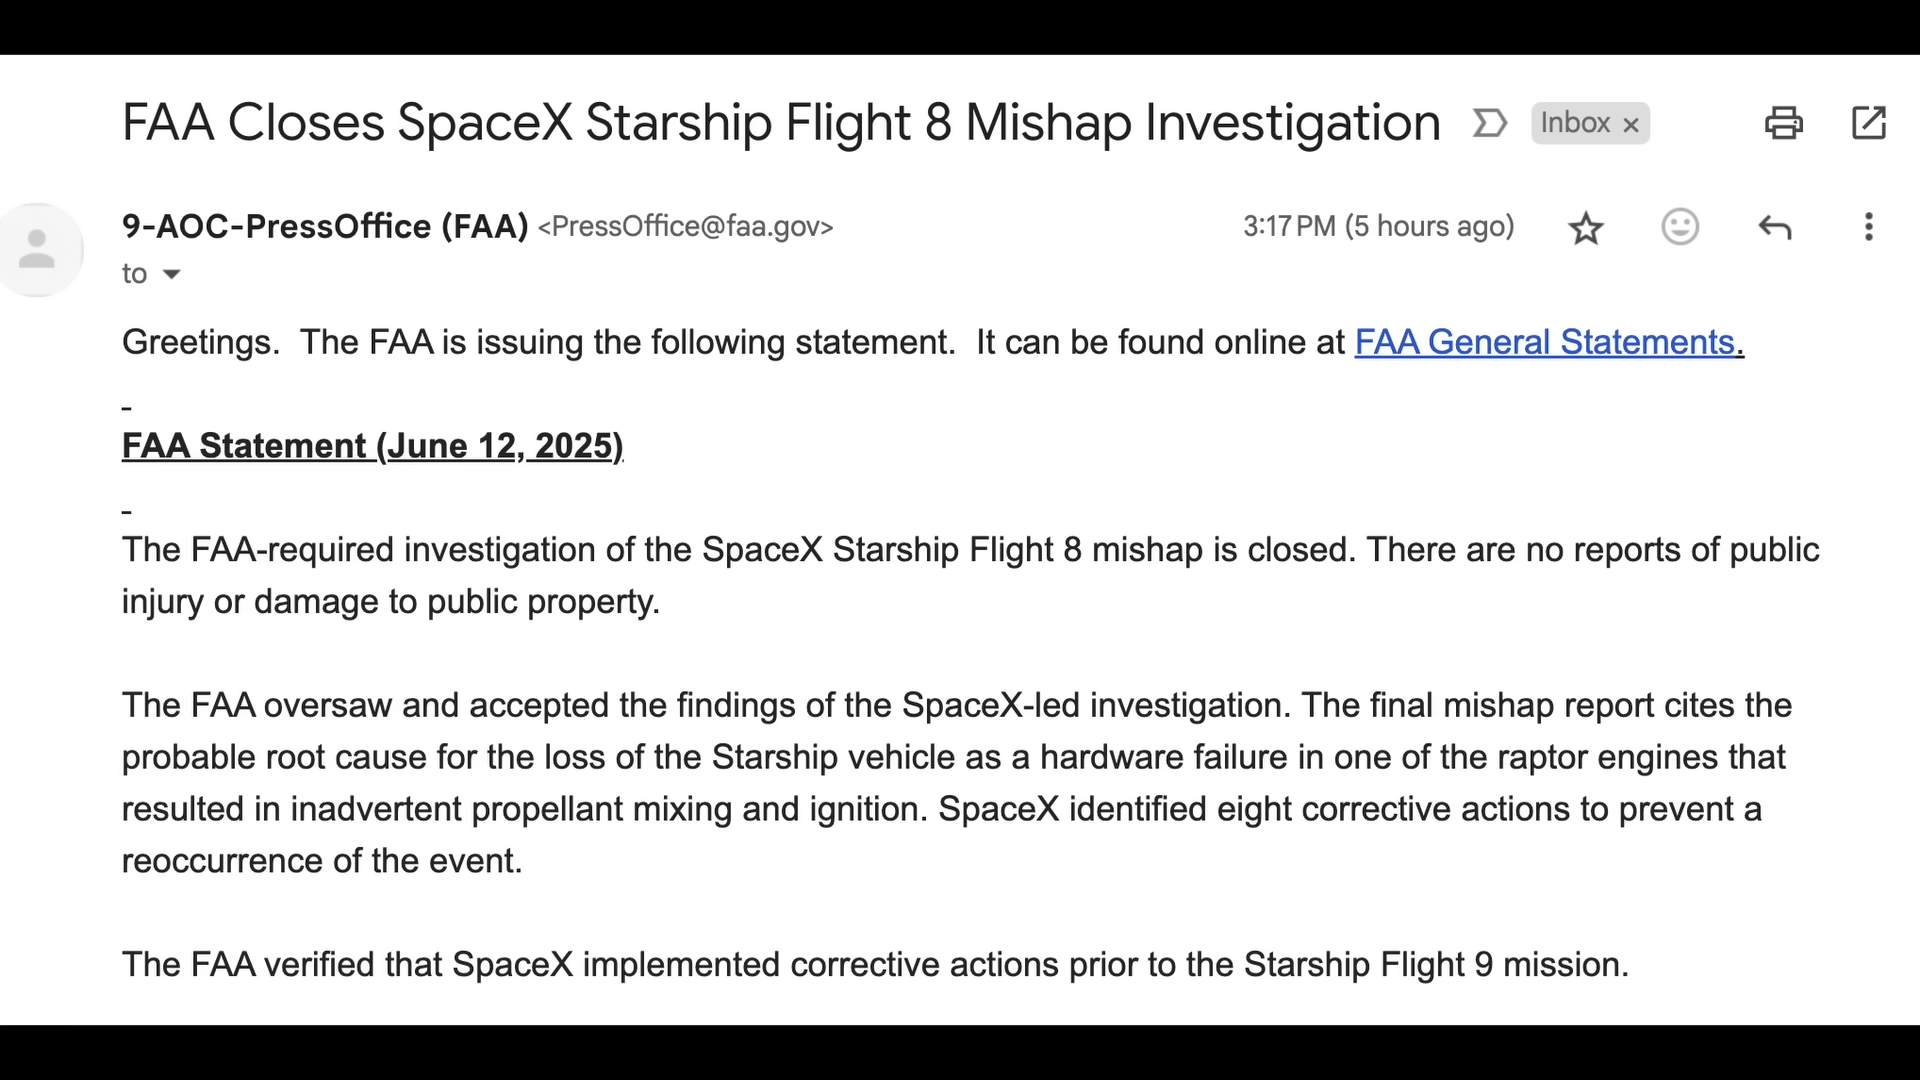 FAA Closes SpaceX Starship Flight 8 Mishap Investigation Inbox ×
9-AOC-PressOffice (FAA) <PressOffice@faa.gov> 3:17 PM (5 hours ago)
to
Greetings.  The FAA is issuing the following statement.  It can be found online at FAA General Statements.
FAA Statement (June 12, 2025)
The FAA-required investigation of the SpaceX Starship Flight 8 mishap is closed. There are no reports of public
injury or damage to public property.
The FAA oversaw and accepted the findings of the SpaceX-led investigation. The final mishap report cites the
probable root cause for the loss of the Starship vehicle as a hardware failure in one of the raptor engines that
resulted in inadvertent propellant mixing and ignition. SpaceX identified eight corrective actions to prevent a
reoccurrence of the event.
The FAA verified that SpaceX implemented corrective actions prior to the Starship Flight 9 mission.